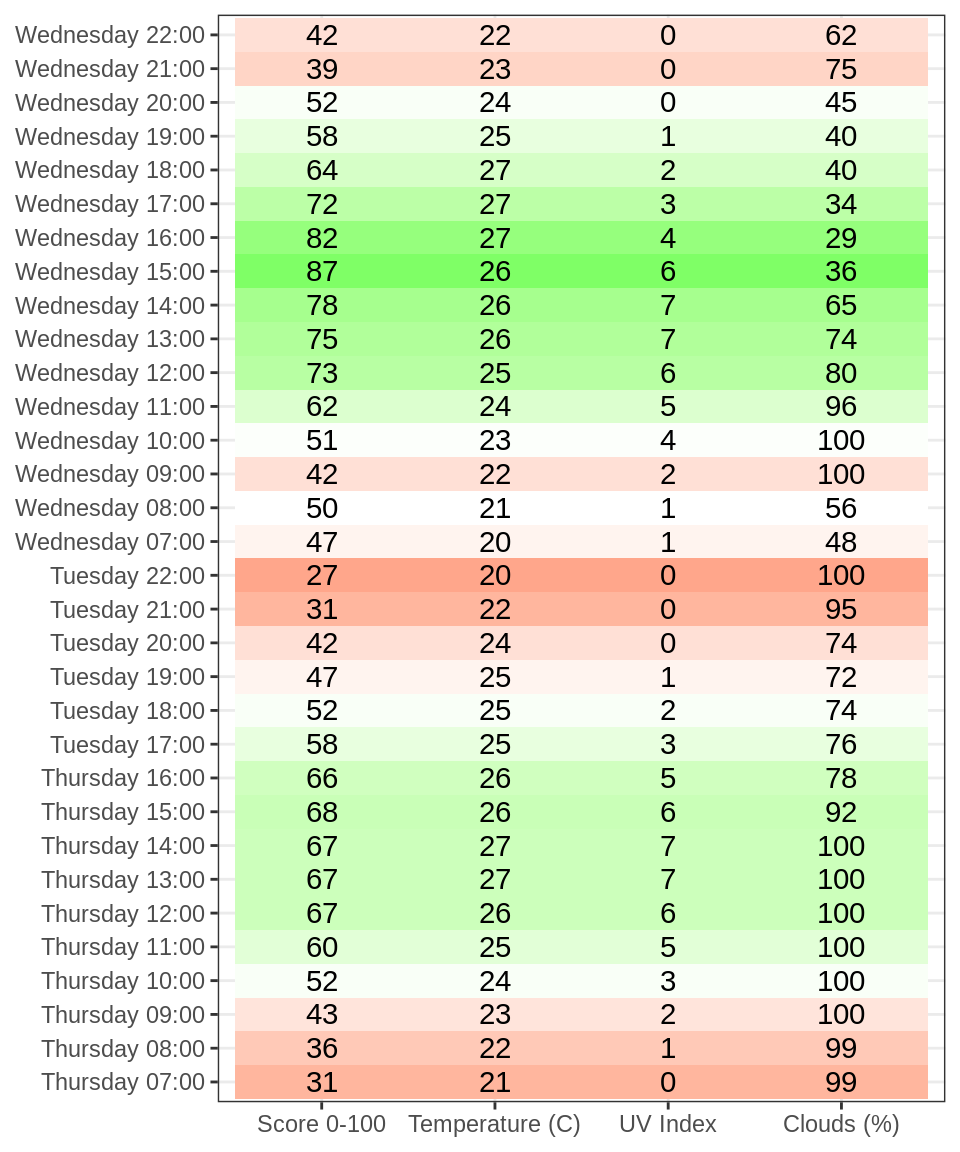 Wednesday 22:00 42 22 0 62
Wednesday 21:00 39 23 0 75
Wednesday 20:00 52 24 0 45
Wednesday 19:00 58 25 1 40
Wednesday 18:00 64 27 2 40
Wednesday 17:00 72 27 3 34
Wednesday 16:00 82 27 4 29
Wednesday 15:00 87 26 6 36
Wednesday 14:00 78 26 7 65
Wednesday 13:00 75 26 7 74
Wednesday 12:00 73 25 6 80
Wednesday 11:00 62 24 5 96
Wednesday 10:00 51 23 4 100
Wednesday 09:00 42 22 2 100
Wednesday 08:00 50 21 1 56
Wednesday 07:00 47 20 1 48
Tuesday 22:00 27 20 0 100
Tuesday 21:00 31 22 0 95
Tuesday 20:00 42 24 0 74
Tuesday 19:00 47 25 1 72
Tuesday 18:00 52 25 2 74
Tuesday 17:00 58 25 3 76
Thursday 16:00 66 26 5 78
Thursday 15:00 68 26 6 92
Thursday 14:00 67 27 7 100
Thursday 13:00 67 27 7 100
Thursday 12:00 67 26 6 100
Thursday 11:00 60 25 5 100
Thursday 10:00 52 24 3 100
Thursday 09:00 43 23 2 100
Thursday 08:00 36 22 1 99
Thursday 07:00 31 21 0 99
Score 0-100 Temperature (C) UV Index Clouds (%)